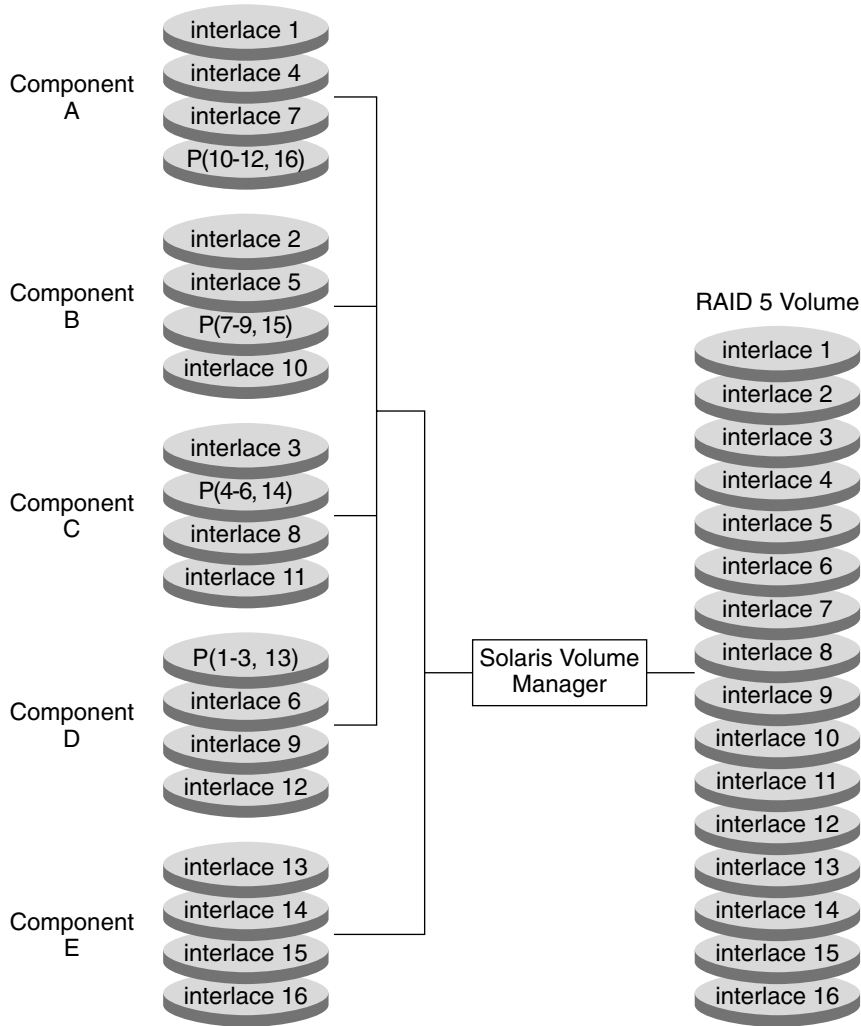 Component
A
interlace 1
interlace 4
interlace 7
P(10-12, 16)
Component
B
interlace 2
interlace 5
P(7-9, 15)
interlace 10
Component
C
interlace 3
P(4-6, 14)
interlace 8
interlace 11
Component
D
P(1-3, 13)
interlace 6
interlace 9
interlace 12
Component
E
interlace 13
interlace 14
interlace 15
interlace 16
Solaris Volume
Manager
RAID 5 Volume
interlace 1
interlace 2
interlace 3
interlace 4
interlace 5
interlace 6
interlace 7
interlace 8
interlace 9
interlace 10
interlace 11
interlace 12
interlace 13
interlace 14
interlace 15
interlace 16